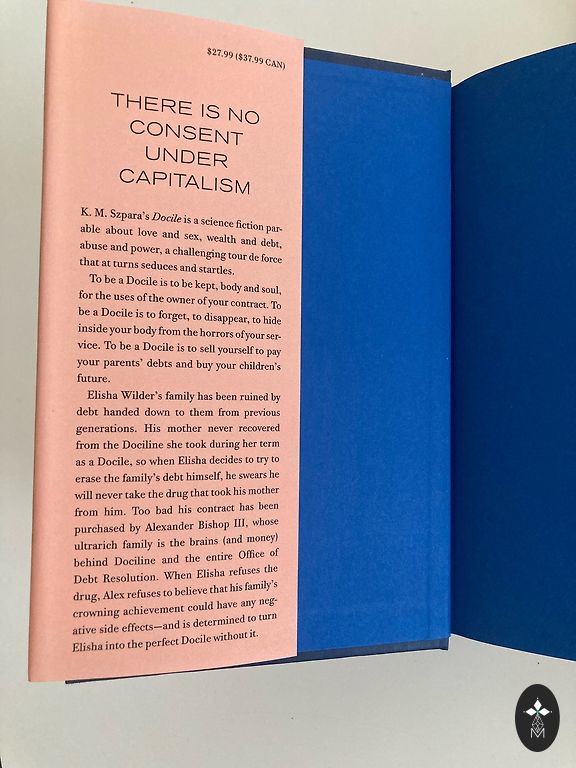 $27.99 ($37.99 CAN)
THERE IS NO
CONSENT
UNDER
CAPITALISM
K. M. Szpara's Docile is a science fiction par-
able about love and sex, wealth and debt,
abuse and power, a challenging tour de force
that at turns seduces and startles.
To be a Docile is to be kept, body and soul,
for the uses of the owner of your contract. To
be a Docile is to forget, to disappear, to hide
inside your body from the horrors of your ser-
vice. To be a Docile is to sell yourself to pay
your parents' debts and buy your children's
future.
Elisha Wilder's family has been ruined by
debt handed down to them from previous
generations. His mother never recovered
from the Dociline she took during her term
as a Docile, so when Elisha decides to try to
erase the family's debt himself, he swears he
will never take the drug that took his mother
from him. Too bad his contract has been
purchased by Alexander Bishop III, whose
ultrarich family is the brains (and money)
behind Dociline and the entire Office of
Debt Resolution. When Elisha refuses the
drug, Alex refuses to believe that his family's
crowning achievement could have any neg-
ative side effects—and is determined to turn
Elisha into the perfect Docile without it.
M